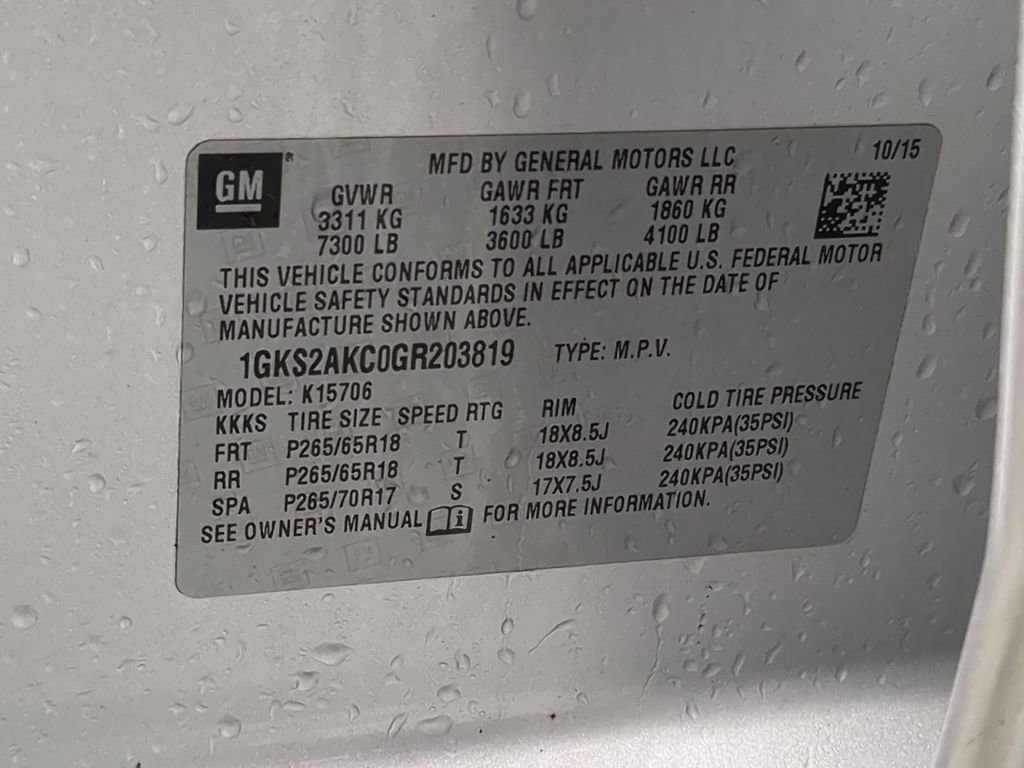 GM ®
MFD BY GENERAL MOTORS LLC 10/15
GVWR GAWR FRT GAWR RR
3311 KG 1633 KG 1860 KG
7300 LB 3600 LB 4100 LB
THIS VEHICLE CONFORMS TO ALL APPLICABLE U.S. FEDERAL MOTOR
VEHICLE SAFETY STANDARDS IN EFFECT ON THE DATE OF
MANUFACTURE SHOWN ABOVE.
1GKS2AKC0GR203819 TYPE: M.P.V.
MODEL: K15706
KKKS TIRE SIZE SPEED RTG RIM COLD TIRE PRESSURE
FRT P265/65R18 T 18X8.5J 240KPA(35PSI)
RR P265/65R18 T 18X8.5J 240KPA(35PSI)
SPA P265/70R17 S 17X7.5J 240KPA(35PSI)
SEE OWNER'S MANUAL i FOR MORE INFORMATION.